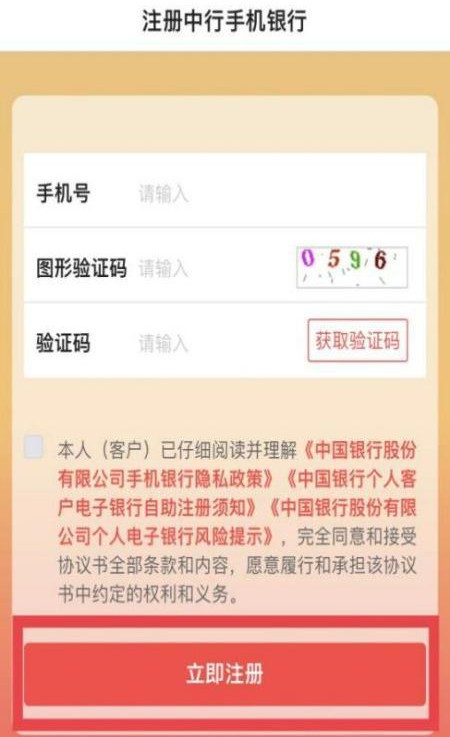 注册中行手机银行
手机号 请输入
图形验证码 请输入 0596
验证码 请输入 获取验证码
本人（客户）已仔细阅读并理解《中国银行股份
有限公司手机银行隐私政策》《中国银行个人客
户电子银行自助注册须知》《中国银行股份有限
公司个人电子银行风险提示》，完全同意和接受
协议书全部条款和内容，愿意履行和承担该协议
书中约定的权利和义务。
立即注册